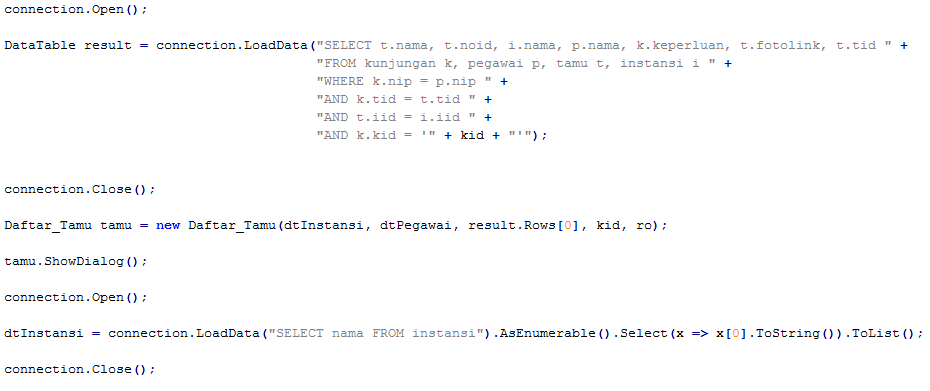 connection.Open();
DataTable result = connection.LoadData("SELECT t.nama, t.noid, i.nama, p.nama, k.keperluan, t.fotolink, t.tid " +
"FROM kunjungan k, pegawai p, tamu t, instansi i " +
"WHERE k.nip = p.nip " +
"AND k.tid = t.tid " +
"AND t.iid = i.iid " +
"AND k.kid = '" + kid + "'");
connection.Close();
Daftar_Tamu tamu = new Daftar_Tamu(dtInstansi, dtPegawai, result.Rows[0], kid, ro);
tamu.ShowDialog();
connection.Open();
dtInstansi = connection.LoadData("SELECT nama FROM instansi").AsEnumerable().Select(x => x[0].ToString()).ToList();
connection.Close();